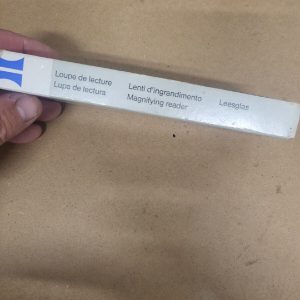 Loupe de lecture
Lupa de lectura
Lenti d'ingrandimento
Magnifying reader
Leesglas